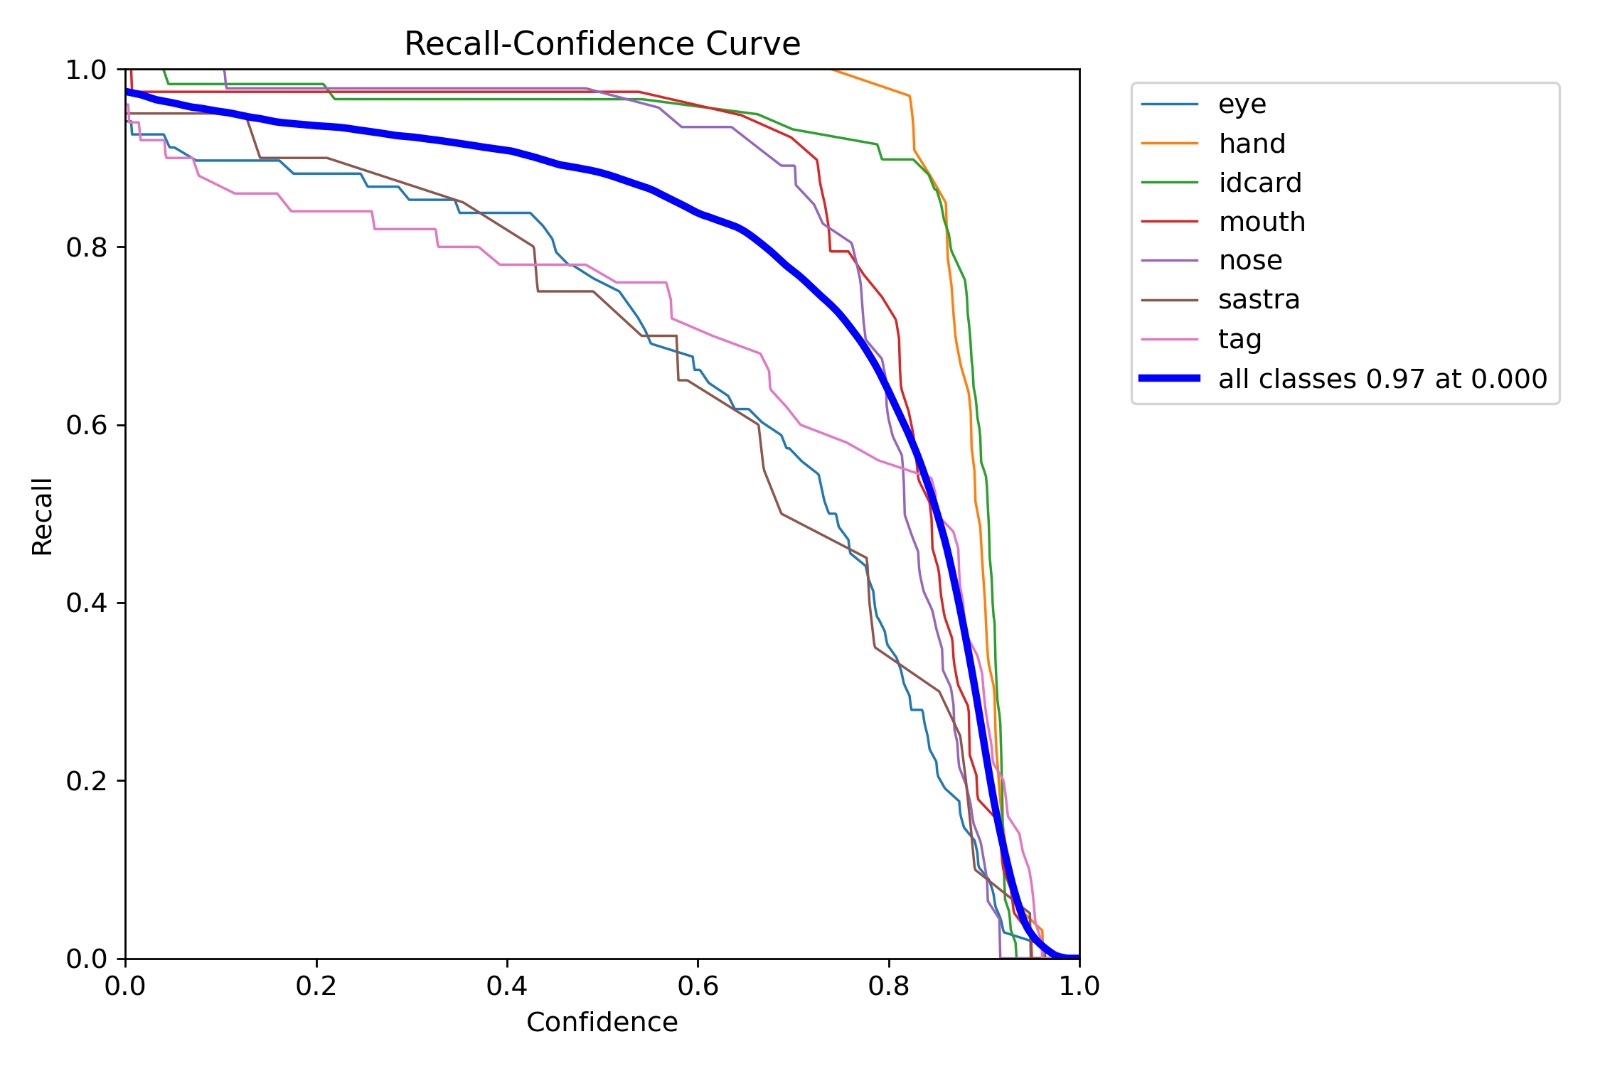 Recall-Confidence Curve
1.0
0.8
0.6
0.4
0.2
0.0
Recall
0.0 0.2 0.4 0.6 0.8 1.0
Confidence
eye
hand
idcard
mouth
nose
sastra
tag
all classes 0.97 at 0.000